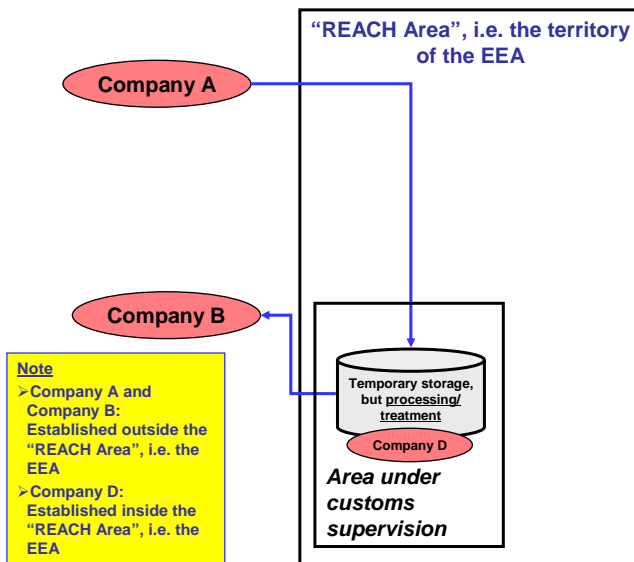 “REACH Area”, i.e. the territory
of the EEA
Company A
Company B
Temporary storage,
but processing/
treatment
Company D
Area under
customs
supervision
Note
➢Company A and
Company B:
Established outside the
“REACH Area”, i.e. the
EEA
➢Company D:
Established inside the
“REACH Area”, i.e. the
EEA